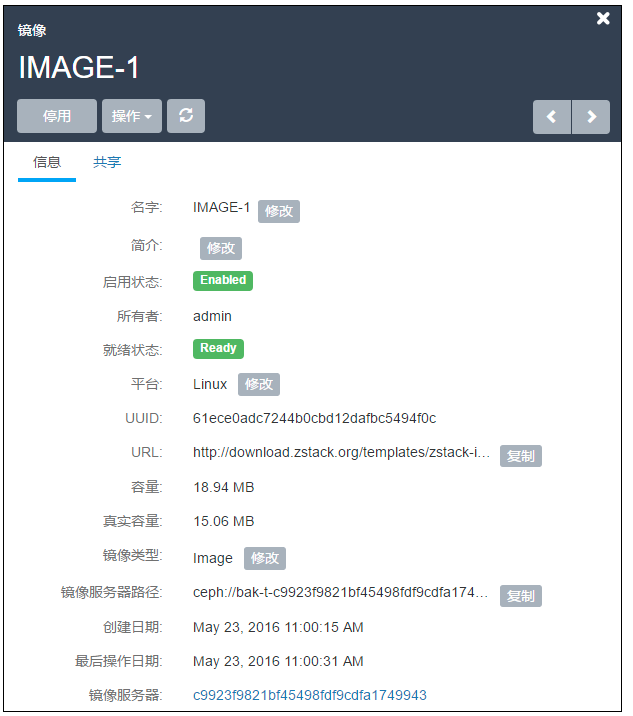 镜像
IMAGE-1
停用 操作
信息 共享
名字: IMAGE-1 修改
简介: 修改
启用状态: Enabled
所有者: admin
就绪状态: Ready
平台: Linux 修改
UUID: 61ece0adc7244b0cbd12dafbc5494f0c
URL: http://download.zstack.org/templates/zstack-i... 复制
容量: 18.94 MB
真实容量: 15.06 MB
镜像类型: Image 修改
镜像服务器路径: ceph://bak-t-c9923f9821bf45498fdf9cdfa174... 复制
创建日期: May 23, 2016 11:00:15 AM
最后操作日期: May 23, 2016 11:00:31 AM
镜像服务器: c9923f9821bf45498fdf9cdfa1749943